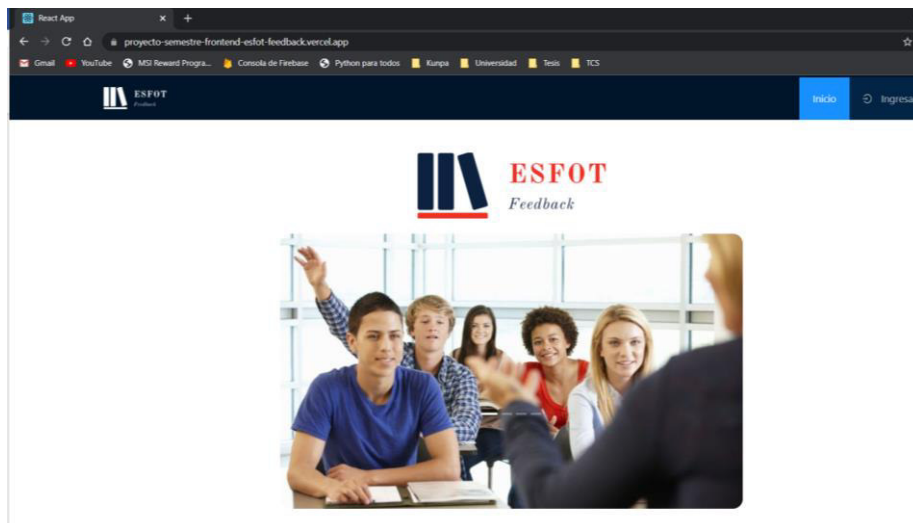 React App
proyecto-semestre-frontend-esfot-feedback.vercel.app
Gmail YouTube MSI Reward Progra... Consola de Firebase Python para todos Kunpa Universidad Tesis TCS
ESFOT
Feedback
Inicio Ingresa
ESFOT
Feedback